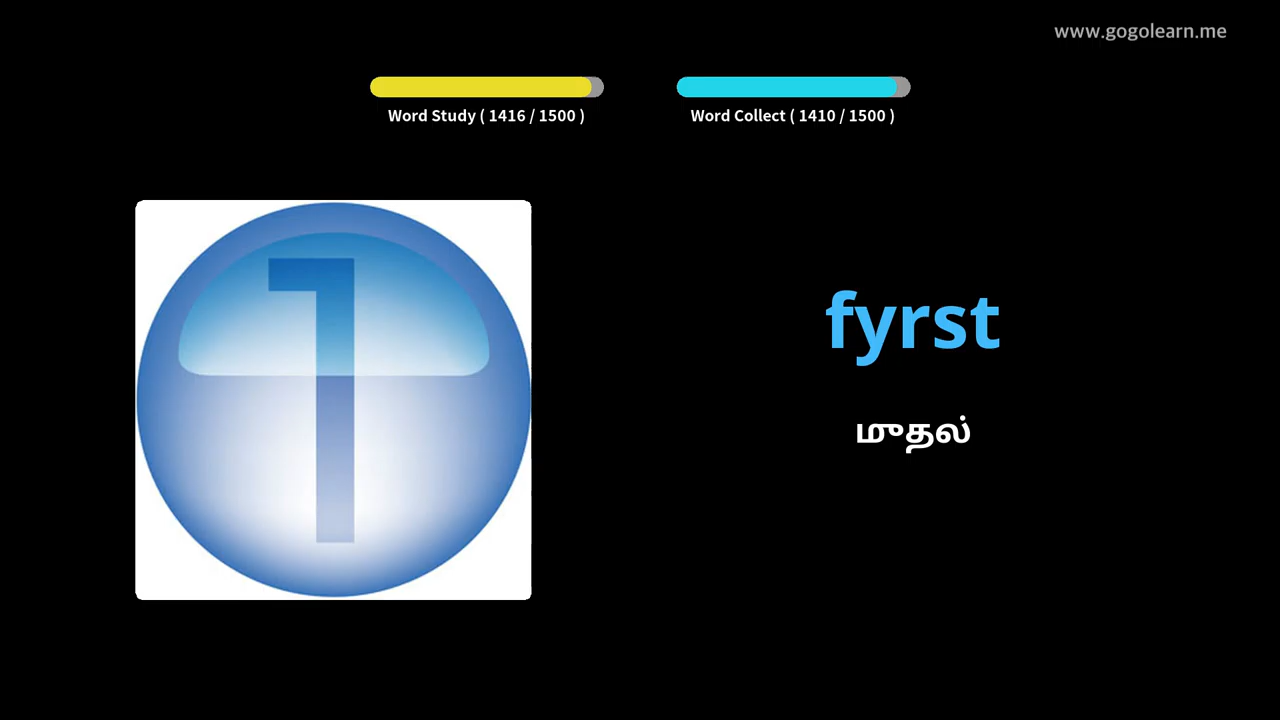 www.gogolearn.me
Word Study ( 1416 / 1500 )
Word Collect ( 1410 / 1500 )
1
fyrst
முதல்